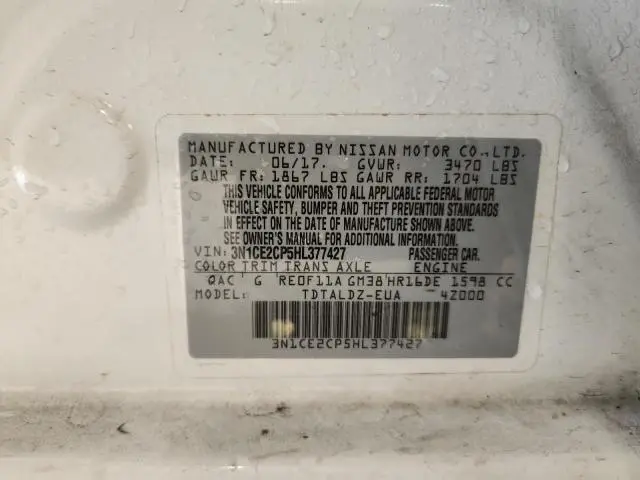 MANUFACTURED BY NISSAN MOTOR CO.,LTD.
DATE: 06/17. GVWR: 3470 LBS
GAWR FR: 1867 LBS GAWR RR: 1704 LBS
THIS VEHICLE CONFORMS TO ALL APPLICABLE FEDERAL MOTOR
VEHICLE SAFETY, BUMPER AND THEFT PREVENTION STANDARDS
IN EFFECT ON THE DATE OF MANUFACTURE SHOWN ABOVE.
SEE OWNER'S MANUAL FOR ADDITIONAL INFORMATION
VIN: 3N1CE2CP5HL377427 PASSENGER CAR.
COLOR TRIM TRANS AXLE ENGINE
QAC G RE0F11A GM38 HR16DE 1598 CC
TDTALDZ-EUA 4Z000
3N1CE2CP5HL377427